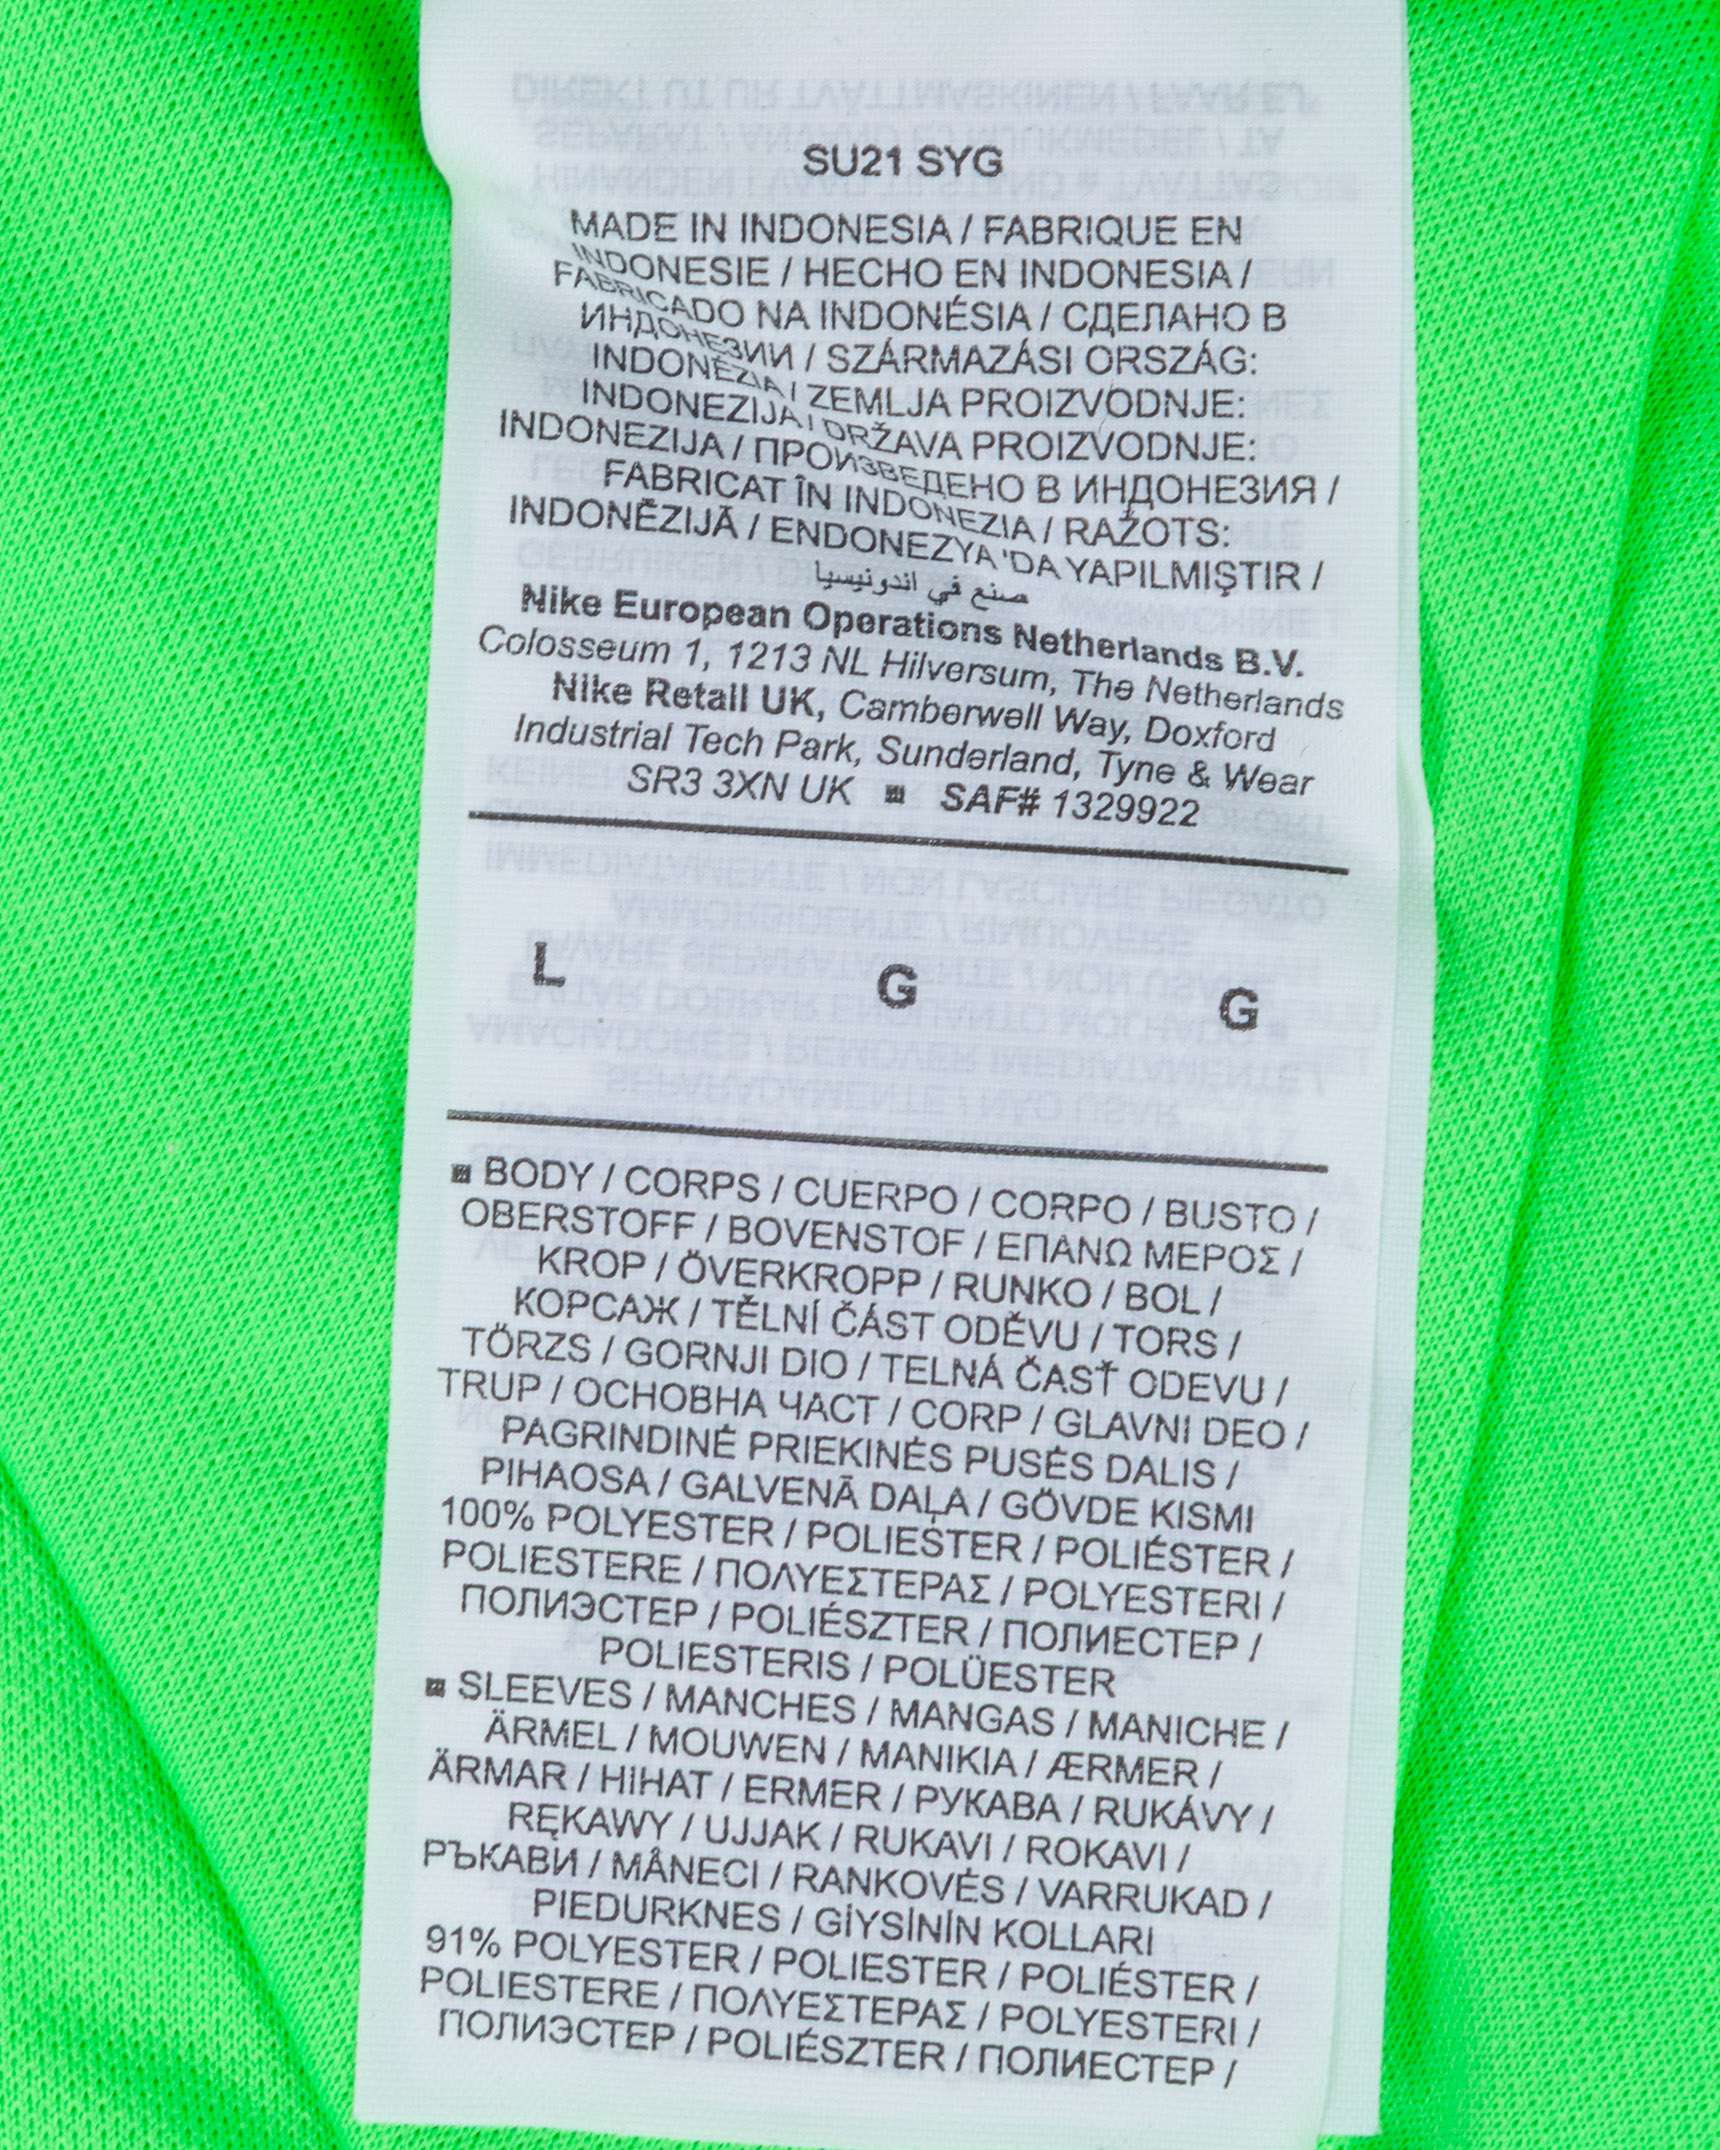 SU21 SYG
MADE IN INDONESIA / FABRIQUE EN
INDONESIE / HECHO EN INDONESIA /
FABRICADO NA INDONÉSIA / СДЕЛАНО В
ИНДОНЕЗИИ / SZÁRMAZÁSI ORSZÁG:
INDONÉZIA / ZEMLJA PROIZVODNJE:
INDONEZIJA / DRŽAVA PROIZVODNJE:
INDONEZIJA / ПРОИЗВЕДЕНО В ИНДОНЕЗИЯ /
FABRICAT ÎN INDONEZIA / RAŽOTS:
INDONĒZIJĀ / ENDONEZYA 'DA YAPILMIŞTIR /
صنع في اندونيسيا
Nike European Operations Netherlands B.V.
Colosseum 1, 1213 NL Hilversum, The Netherlands
Nike Retail UK, Camberwell Way, Doxford
Industrial Tech Park, Sunderland, Tyne & Wear
SR3 3XN UK ■ SAF# 1329922
L G G
■ BODY / CORPS / CUERPO / CORPO / BUSTO /
OBERSTOFF / BOVENSTOF / ΕΠΑΝΩ ΜΕΡΟΣ /
KROP / ÖVERKROPP / RUNKO / BOL /
КОРСАЖ / TĚLNÍ ČÁST ODĚVU / TORS /
TÖRZS / GORNJI DIO / TELNÁ ČASŤ ODEVU /
TRUP / ОСНОВНА ЧАСТ / CORP / GLAVNI DEO /
PAGRINDINĖ PRIEKINĖS PUSĖS DALIS /
PIHAOSA / GALVENĀ DAĻA / GÖVDE KISMI
100% POLYESTER / POLIESTER / POLIÉSTER /
POLIESTERE / ΠΟΛΥΕΣΤΕΡΑΣ / POLYESTERI /
ПОЛИЭСТЕР / POLIÉSZTER / ПОЛИЕСТЕР /
POLIESTERIS / POLÜESTER
■ SLEEVES / MANCHES / MANGAS / MANICHE /
ÄRMEL / MOUWEN / ΜΑΝΙΚΙΑ / ÆRMER /
ÄRMAR / HIHAT / ERMER / РУКАВА / RUKÁVY /
RĘKAWY / UJJAK / RUKAVI / ROKAVI /
РЪКАВИ / MÂNECI / RANKOVĖS / VARRUKAD /
PIEDURKNES / GİYSİNİN KOLLARI
91% POLYESTER / POLIESTER / POLIÉSTER /
POLIESTERE / ΠΟΛΥΕΣΤΕΡΑΣ / POLYESTERI /
ПОЛИЭСТЕР / POLIÉSZTER / ПОЛИЕСТЕР /